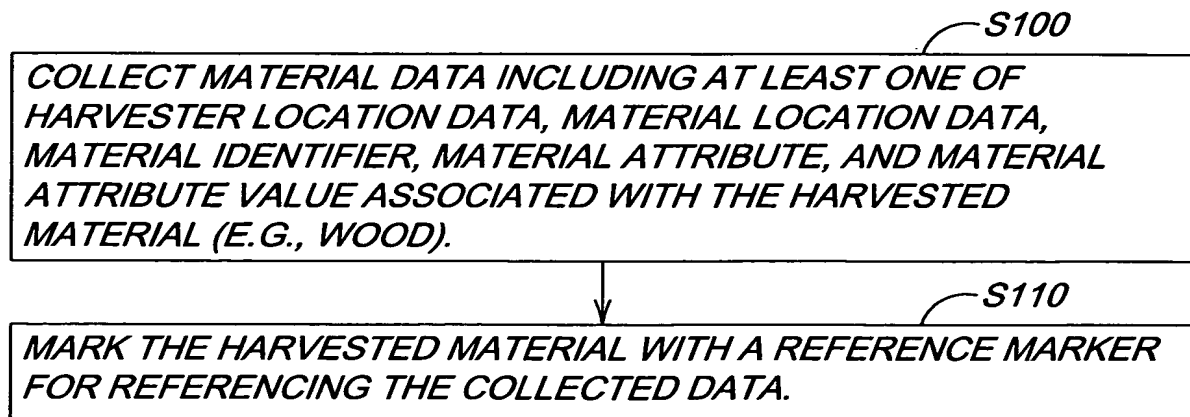 S100
COLLECT MATERIAL DATA INCLUDING AT LEAST ONE OF
HARVESTER LOCATION DATA, MATERIAL LOCATION DATA,
MATERIAL IDENTIFIER, MATERIAL ATTRIBUTE, AND MATERIAL
ATTRIBUTE VALUE ASSOCIATED WITH THE HARVESTED
MATERIAL (E.G., WOOD).
S110
MARK THE HARVESTED MATERIAL WITH A REFERENCE MARKER
FOR REFERENCING THE COLLECTED DATA.